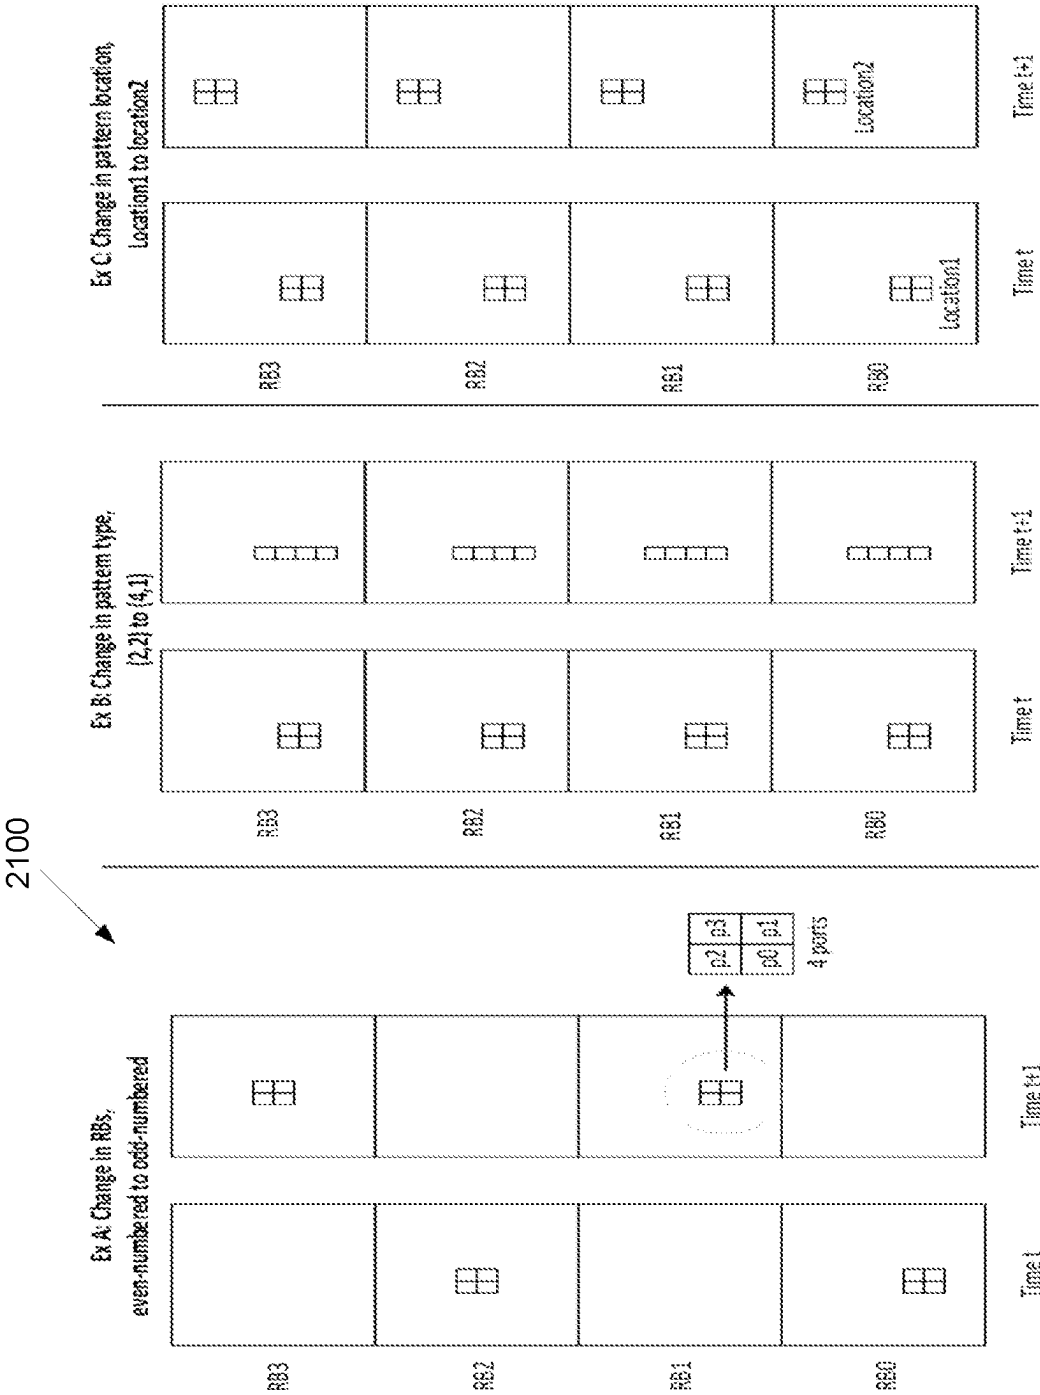 2100
Ex A: Change in RBs,
even-numbered to odd-numbered
RB3
RB2
RB1
RB0
Time t
Time t+1
p2 p3
p0 p1
4 ports
Ex B: Change in pattern type,
(2,2) to (4,1)
RB3
RB2
RB1
RB0
Time t
Time t+1
Ex C: Change in pattern location,
Location1 to location2
RB3
RB2
RB1
RB0
Location1
Location2
Time t
Time t+1